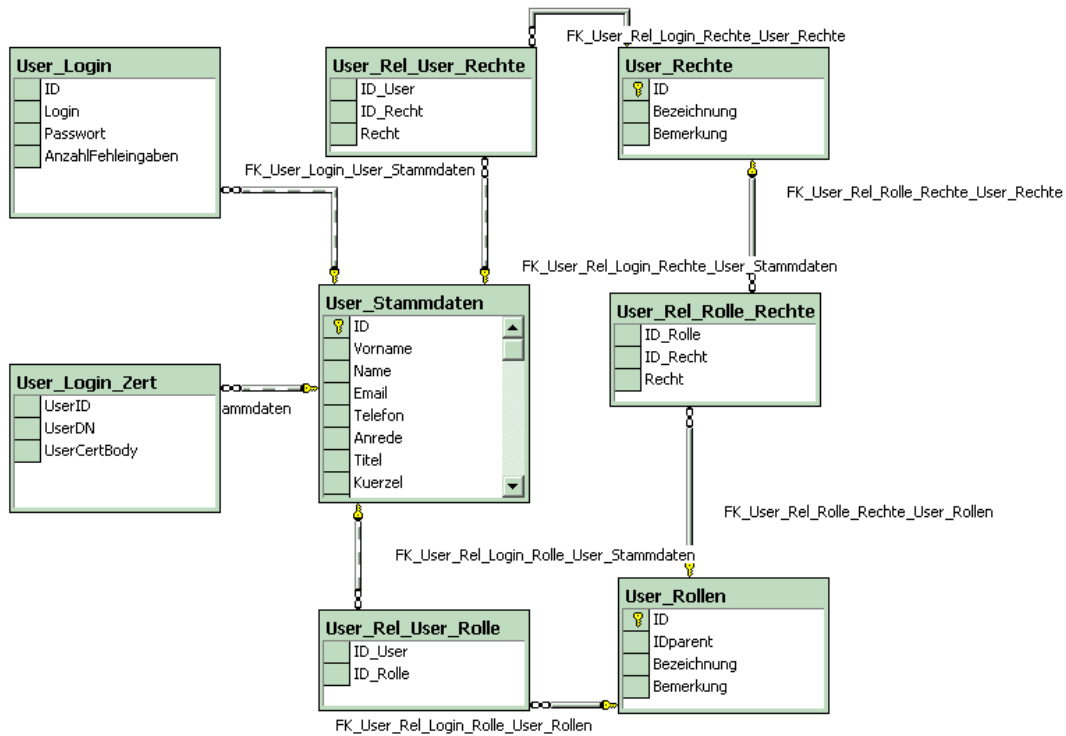 FK_User_Rel_Login_Rechte_User_Rechte
User_Login
ID
Login
Passwort
AnzahlFehleingaben
User_Rel_User_Rechte
ID_User
ID_Recht
Recht
User_Rechte
ID
Bezeichnung
Bemerkung
FK_User_Login_User_Stammdaten
FK_User_Rel_Rolle_Rechte_User_Rechte
FK_User_Rel_Login_Rechte_User_Stammdaten
User_Stammdaten
ID
Vorname
Name
Email
Telefon
Anrede
Titel
Kuerzel
User_Rel_Rolle_Rechte
ID_Rolle
ID_Recht
Recht
User_Login_Zert
UserID
UserDN
UserCertBody
ammdaten
FK_User_Rel_Rolle_Rechte_User_Rollen
FK_User_Rel_Login_Rolle_User_Stammdaten
User_Rel_User_Rolle
ID_User
ID_Rolle
User_Rollen
ID
IDparent
Bezeichnung
Bemerkung
FK_User_Rel_Login_Rolle_User_Rollen